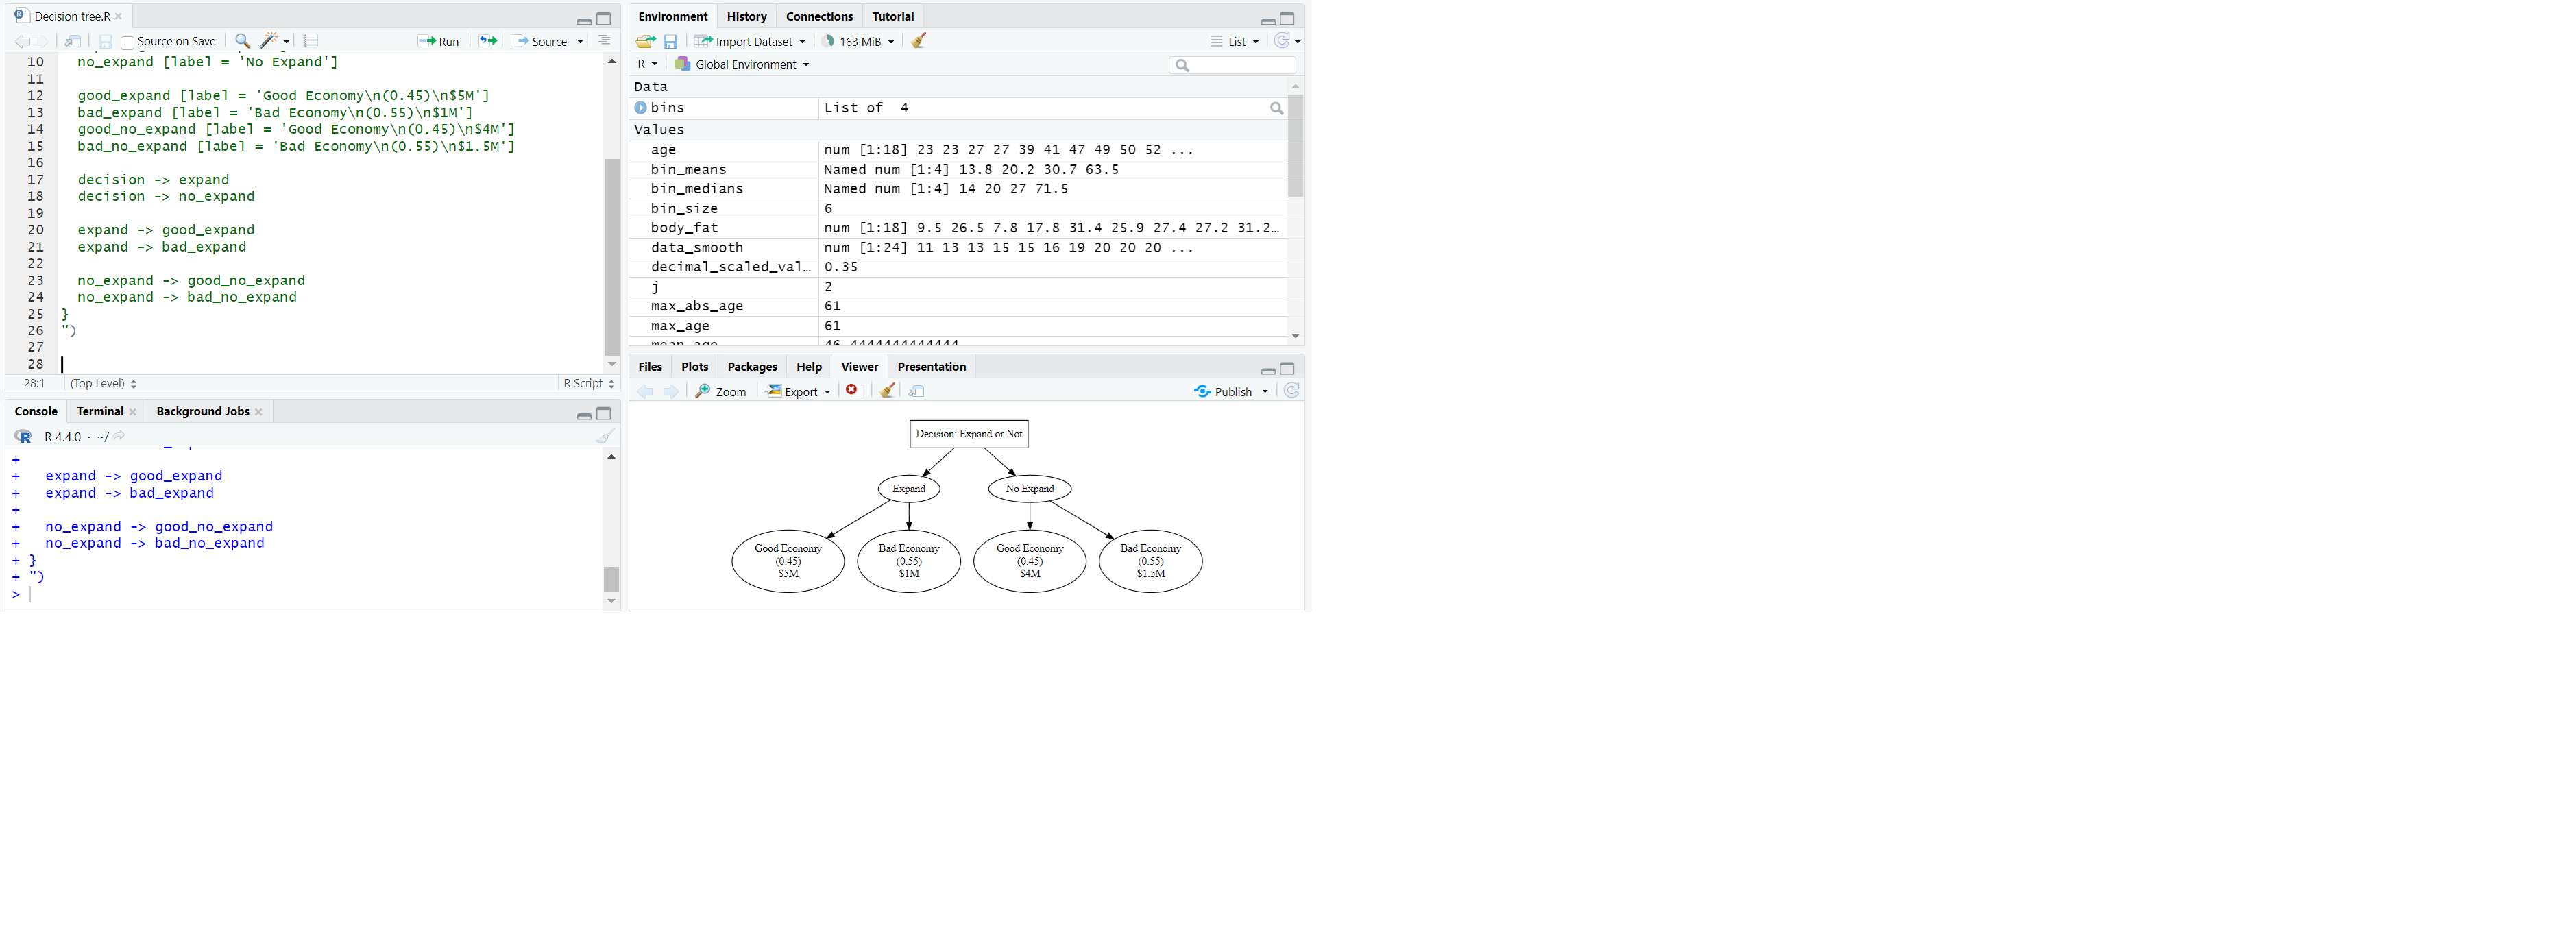 Decision tree.R
Source on Save
Run
Source
10 no_expand [label = 'No Expand']
11
12 good_expand [label = 'Good Economy\n(0.45)\n$5M']
13 bad_expand [label = 'Bad Economy\n(0.55)\n$1M']
14 good_no_expand [label = 'Good Economy\n(0.45)\n$4M']
15 bad_no_expand [label = 'Bad Economy\n(0.55)\n$1.5M']
16
17 decision -> expand
18 decision -> no_expand
19
20 expand -> good_expand
21 expand -> bad_expand
22
23 no_expand -> good_no_expand
24 no_expand -> bad_no_expand
25 }
26 ")
27
28
28:1 (Top Level) R Script
Console Terminal Background Jobs
R 4.4.0 · ~/
+
+ expand -> good_expand
+ expand -> bad_expand
+
+ no_expand -> good_no_expand
+ no_expand -> bad_no_expand
+ }
+ ")
>
Environment History Connections Tutorial
Import Dataset 163 MiB List
R Global Environment
Data
bins List of 4
Values
age num [1:18] 23 23 27 27 39 41 47 49 50 52 ...
bin_means Named num [1:4] 13.8 20.2 30.7 63.5
bin_medians Named num [1:4] 14 20 27 71.5
bin_size 6
body_fat num [1:18] 9.5 26.5 7.8 17.8 31.4 25.9 27.4 27.2 31.2…
data_smooth num [1:24] 11 13 13 15 15 16 19 20 20 20 ...
decimal_scaled_val… 0.35
j 2
max_abs_age 61
max_age 61
mean_age 46.4444444444444
Files Plots Packages Help Viewer Presentation
Zoom Export Publish
Decision: Expand or Not
Expand No Expand
Good Economy
(0.45)
$5M
Bad Economy
(0.55)
$1M
Good Economy
(0.45)
$4M
Bad Economy
(0.55)
$1.5M